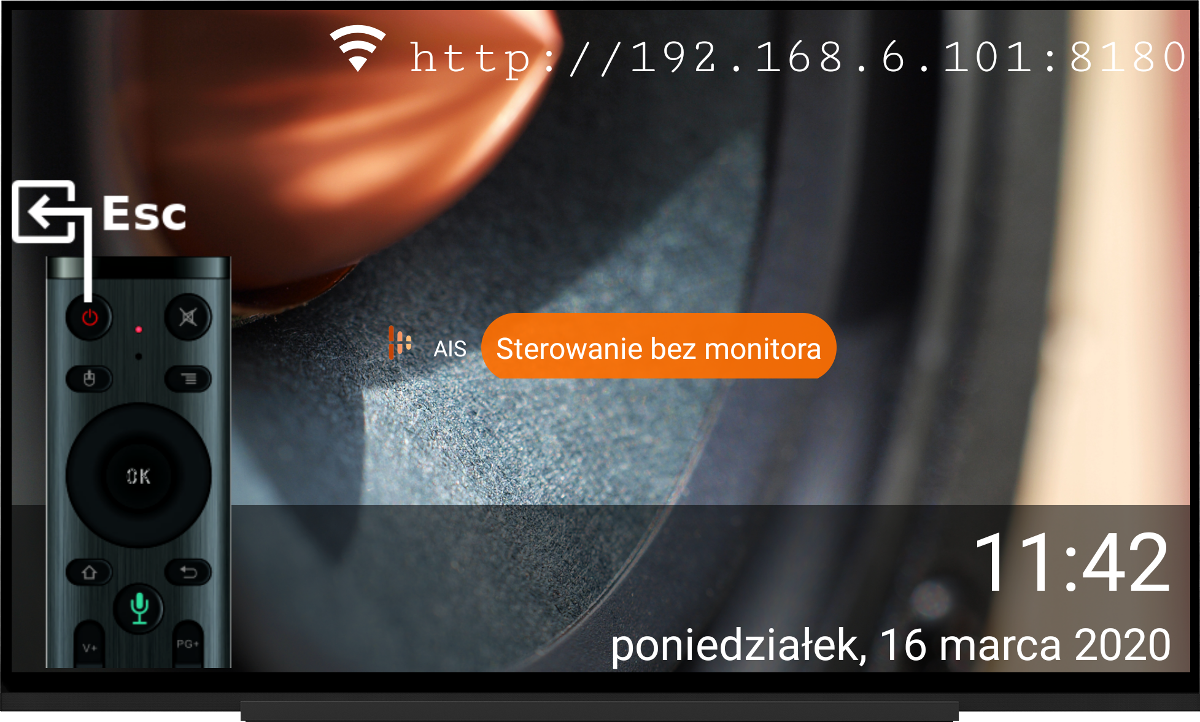 http://192.168.6.101:8180
Esc
AIS Sterowanie bez monitora
OK
11:42
V+ PG+
poniedziałek, 16 marca 2020